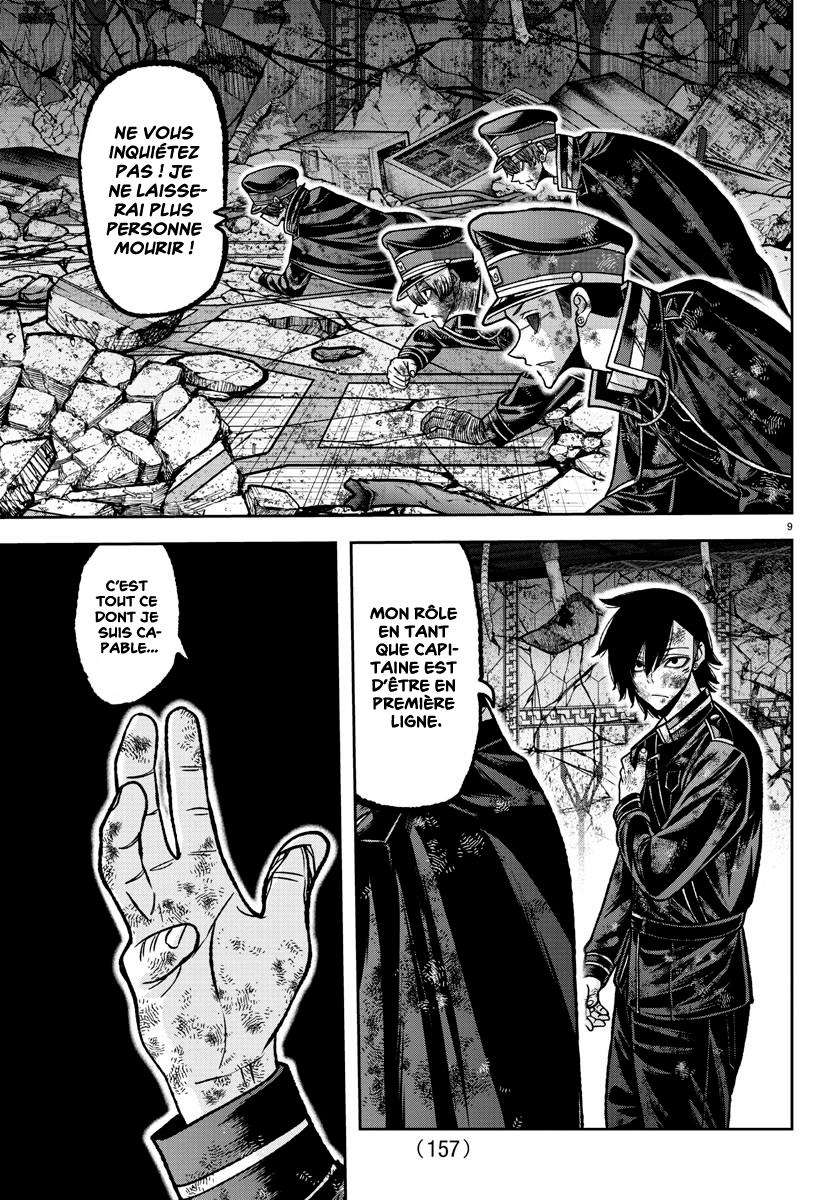 NE VOUS
INQUIÉTEZ
PAS ! JE
NE LAISSE-
RAI PLUS
PERSONNE
MOURIR !
9
MON RÔLE
EN TANT
QUE CAPI-
TAINE EST
D'ÊTRE EN
PREMIÈRE
LIGNE.
C'EST
TOUT CE
DONT JE
SUIS CA-
PABLE...
(157)